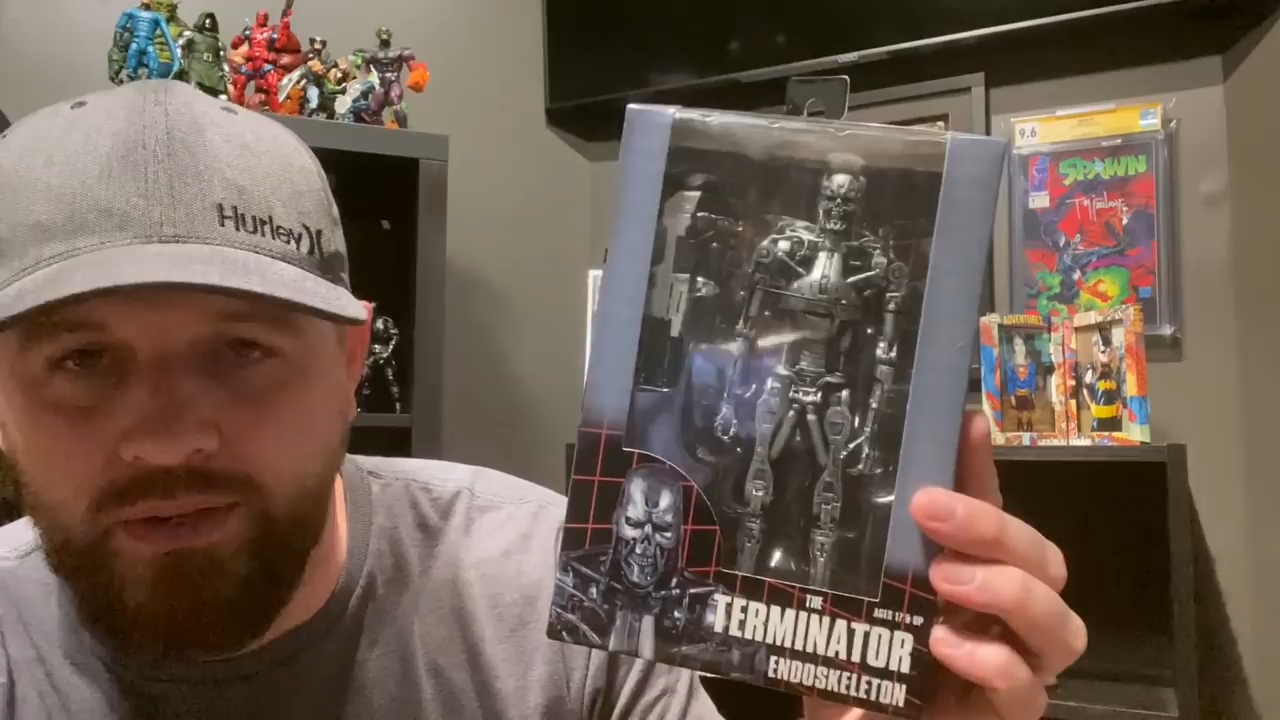 Hurley)(
9.6
SPAWN
ADVENTURES
THE
TERMINATOR
AGES 17 & UP
ENDOSKELETON